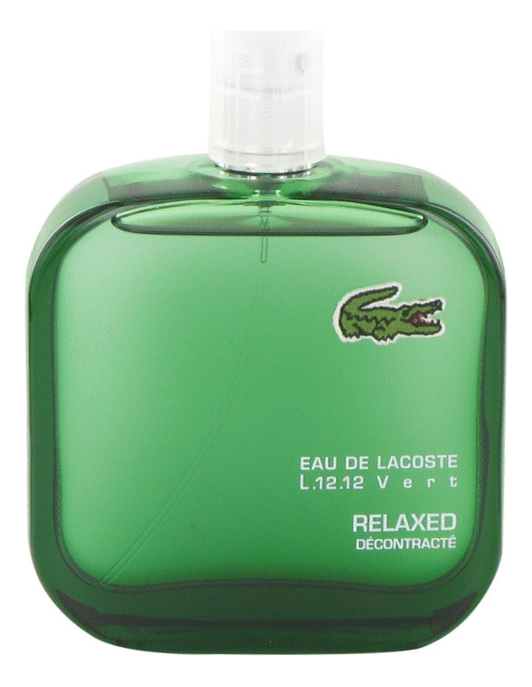 EAU DE LACOSTE
L.12.12 Vert
RELAXED
DÉCONTRACTÉ